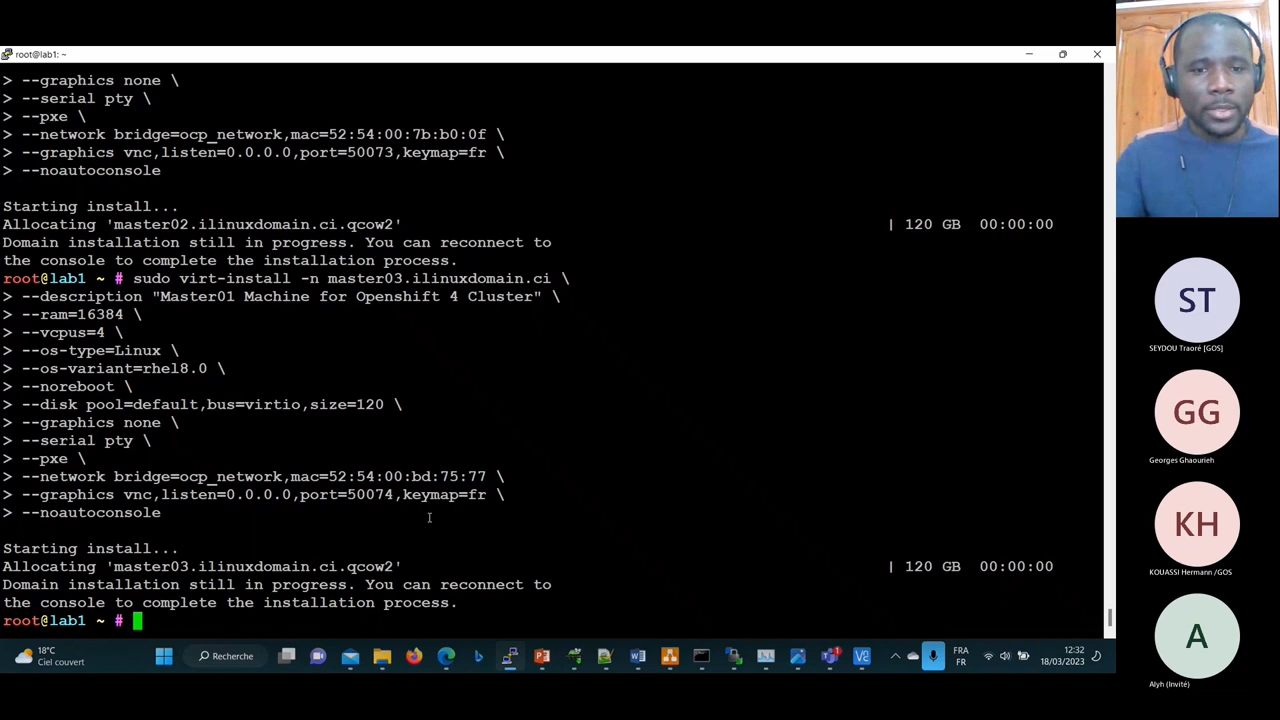 root@lab1: ~
> --graphics none \
> --serial pty \
> --pxe \
> --network bridge=ocp_network,mac=52:54:00:7b:b0:0f \
> --graphics vnc,listen=0.0.0.0,port=50073,keymap=fr \
> --noautoconsole
Starting install...
Allocating 'master02.ilinuxdomain.ci.qcow2' | 120 GB 00:00:00
Domain installation still in progress. You can reconnect to
the console to complete the installation process.
root@lab1 ~ # sudo virt-install -n master03.ilinuxdomain.ci \
> --description "Master01 Machine for Openshift 4 Cluster" \
> --ram=16384 \
> --vcpus=4 \
> --os-type=Linux \
> --os-variant=rhel8.0 \
> --noreboot \
> --disk pool=default,bus=virtio,size=120 \
> --graphics none \
> --serial pty \
> --pxe \
> --network bridge=ocp_network,mac=52:54:00:bd:75:77 \
> --graphics vnc,listen=0.0.0.0,port=50074,keymap=fr \
> --noautoconsole
Starting install...
Allocating 'master03.ilinuxdomain.ci.qcow2' | 120 GB 00:00:00
Domain installation still in progress. You can reconnect to
the console to complete the installation process.
root@lab1 ~ #
ST
SEYDOU Traoré [GOS]
GG
Georges Ghaourieh
KH
KOUASSI Hermann /GOS
A
Alyh (Invité)
18°C
Ciel couvert
Recherche
1
FRA
FR
12:32
18/03/2023